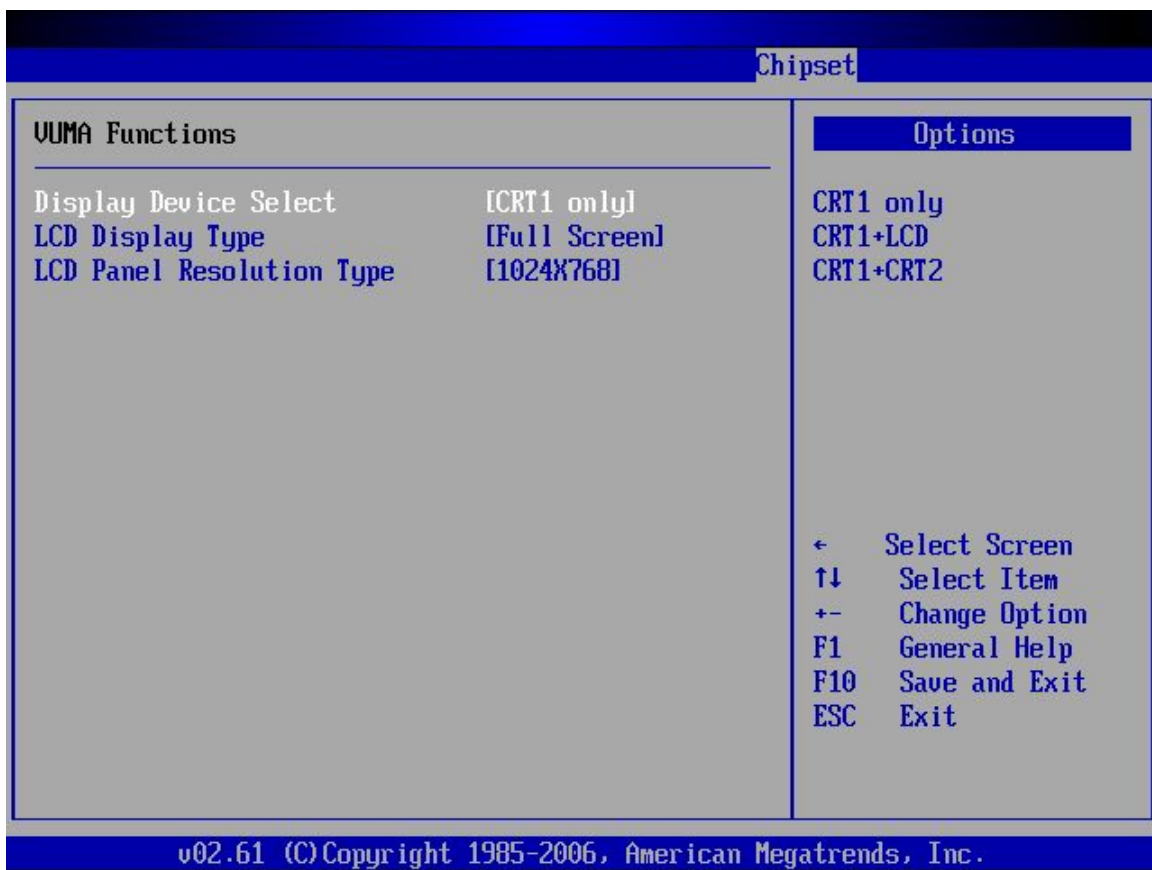 Chipset
VUMA Functions
Display Device Select [CRT1 only]
LCD Display Type [Full Screen]
LCD Panel Resolution Type [1024X768]
Options
CRT1 only
CRT1+LCD
CRT1+CRT2
← Select Screen
↑↓ Select Item
+- Change Option
F1 General Help
F10 Save and Exit
ESC Exit
v02.61 (C)Copyright 1985-2006, American Megatrends, Inc.